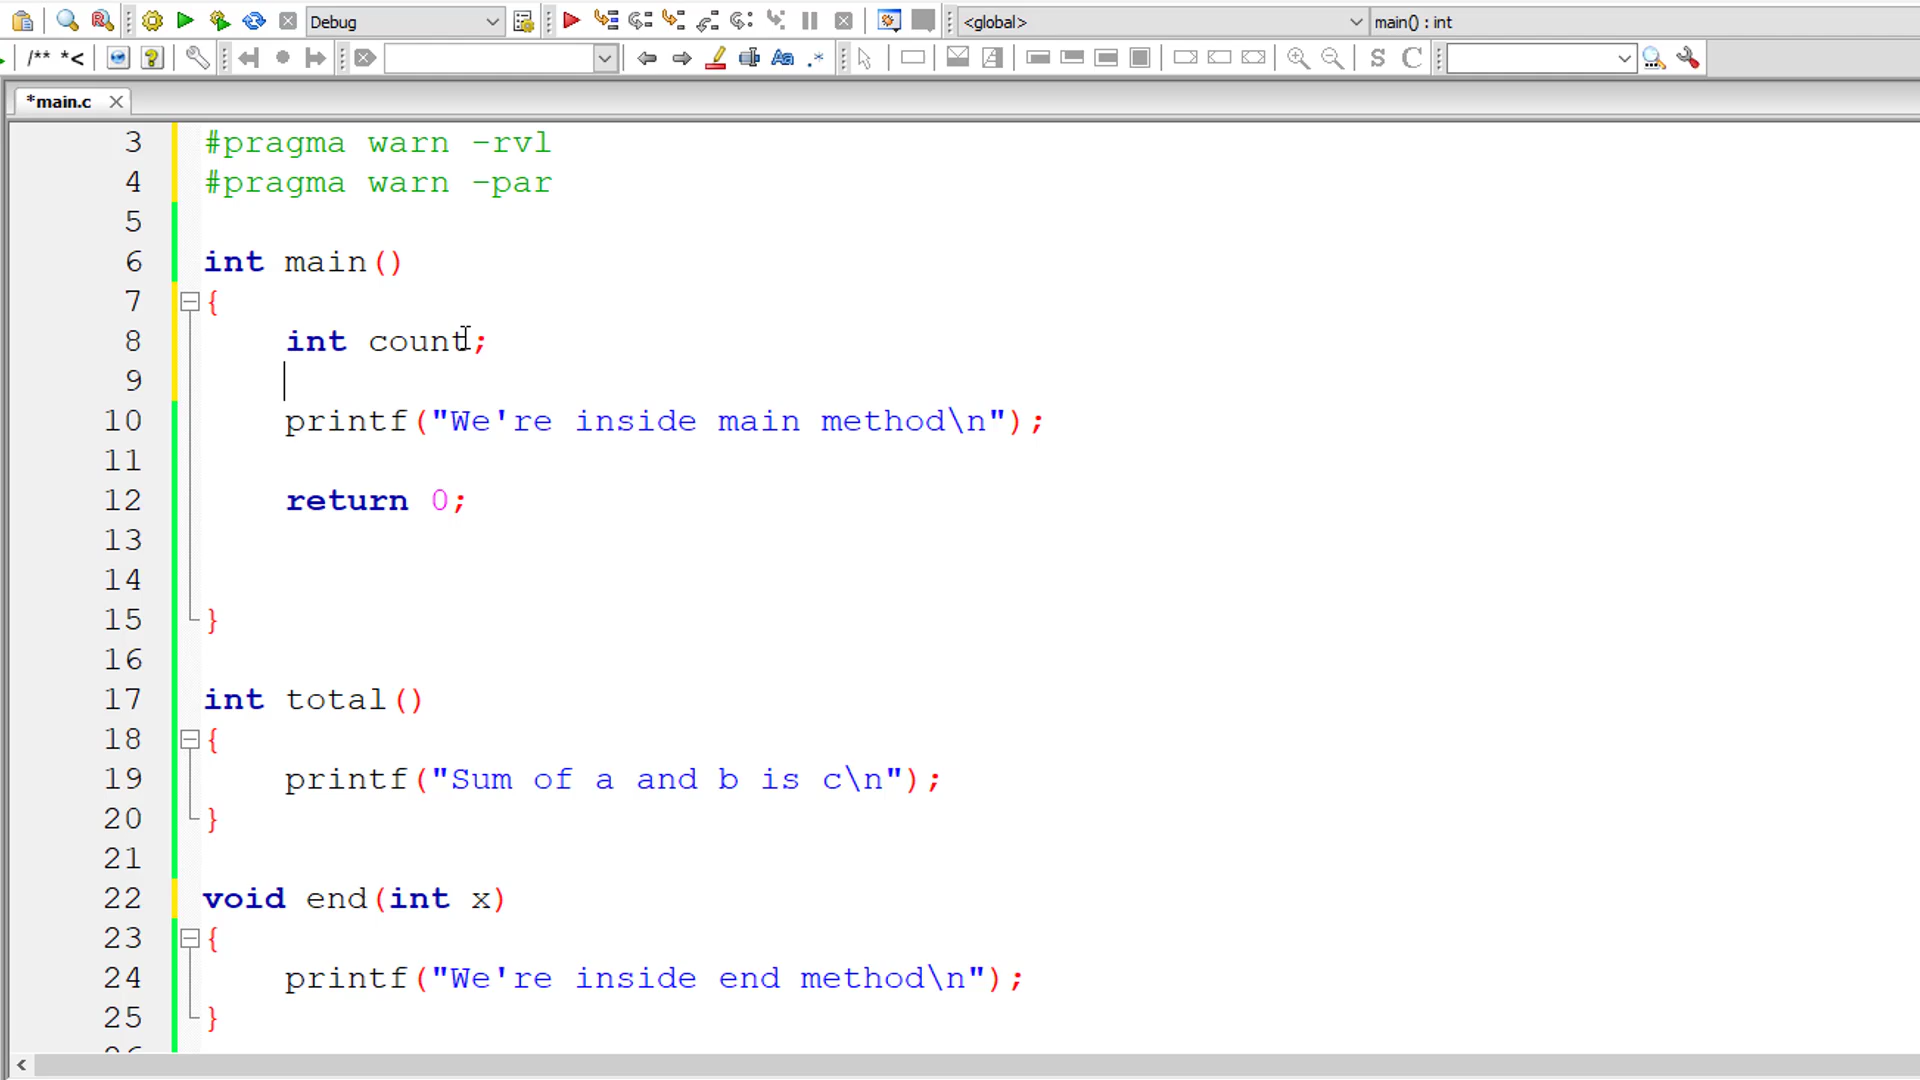 Debug
<global>
main() : int
/** *<
Aa .*
S C
*main.c
3 #pragma warn -rvl
4 #pragma warn -par
5
6 int main()
7 {
8 int count;
9
10 printf("We're inside main method\n");
11
12 return 0;
13
14
15 }
16
17 int total()
18 {
19 printf("Sum of a and b is c\n");
20 }
21
22 void end(int x)
23 {
24 printf("We're inside end method\n");
25 }